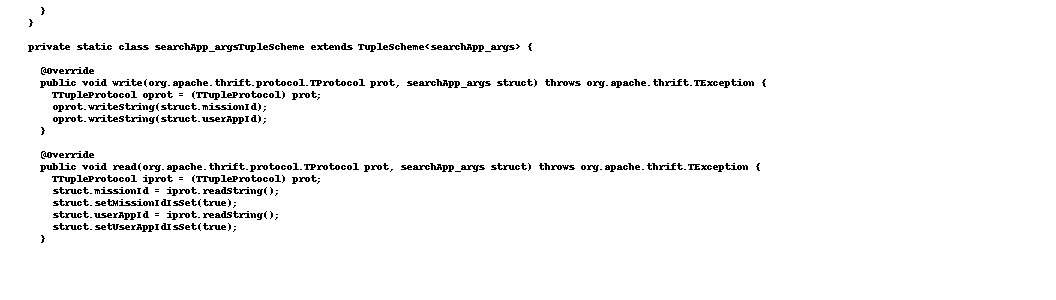 }
  }

  private static class searchApp_argsTupleScheme extends TupleScheme<searchApp_args> {

    @Override
    public void write(org.apache.thrift.protocol.TProtocol prot, searchApp_args struct) throws org.apache.thrift.TException {
      TTupleProtocol oprot = (TTupleProtocol) prot;
      oprot.writeString(struct.missionId);
      oprot.writeString(struct.userAppId);
    }

    @Override
    public void read(org.apache.thrift.protocol.TProtocol prot, searchApp_args struct) throws org.apache.thrift.TException {
      TTupleProtocol iprot = (TTupleProtocol) prot;
      struct.missionId = iprot.readString();
      struct.setMissionIdIsSet(true);
      struct.userAppId = iprot.readString();
      struct.setUserAppIdIsSet(true);
    }